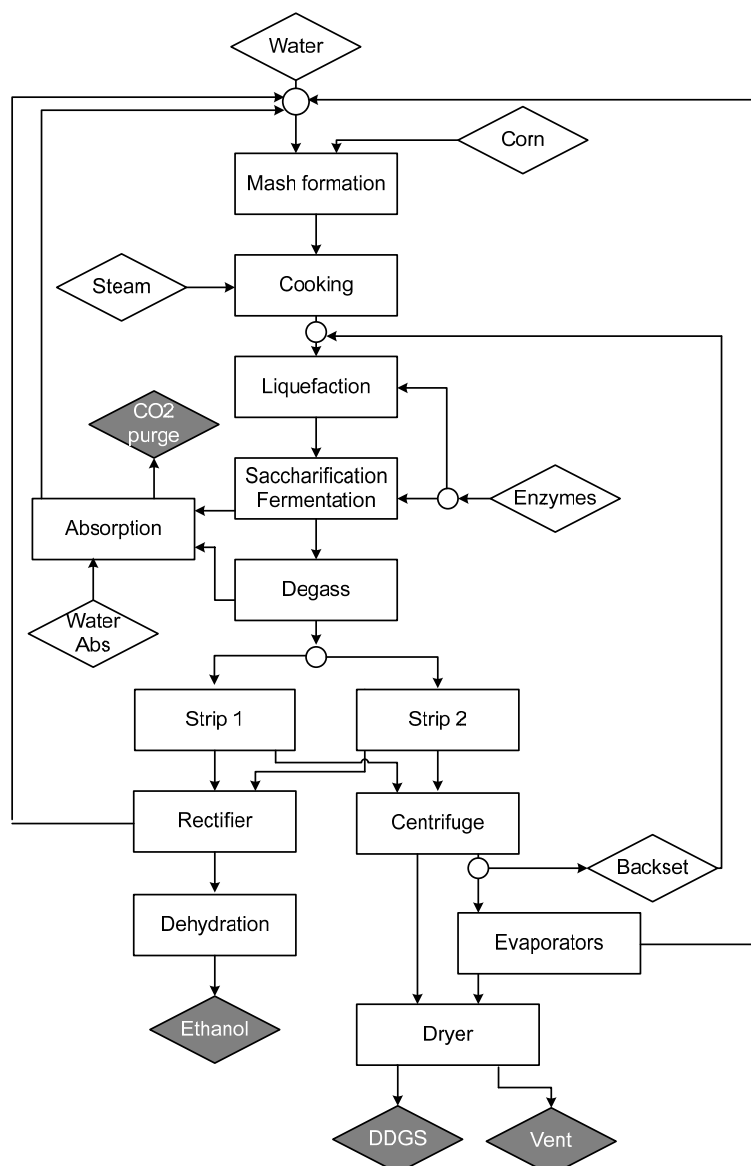 Water
Corn
Mash formation
Steam
Cooking
Liquefaction
CO2
purge
Saccharification
Fermentation
Enzymes
Absorption
Degass
Water
Abs
Strip 1
Strip 2
Rectifier
Centrifuge
Backset
Dehydration
Evaporators
Ethanol
Dryer
DDGS
Vent